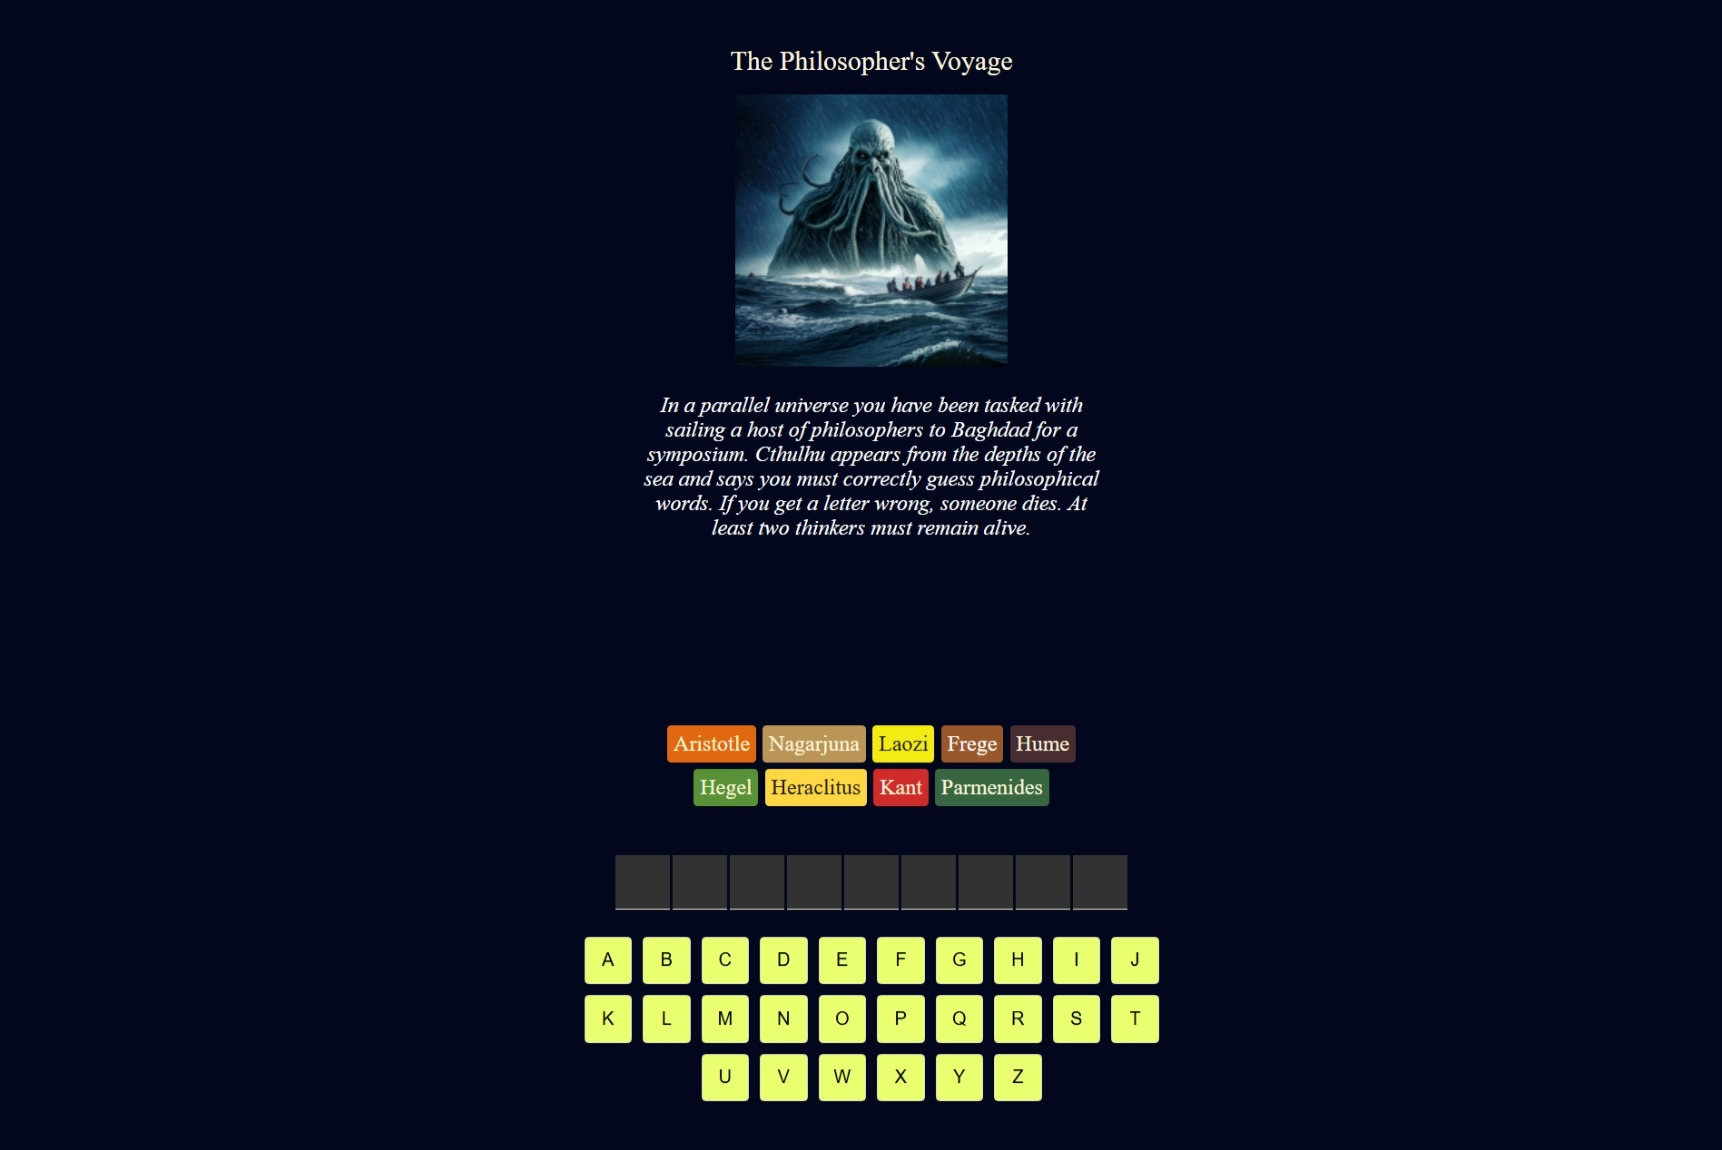 The Philosopher's Voyage
In a parallel universe you have been tasked with
sailing a host of philosophers to Baghdad for a
symposium. Cthulhu appears from the depths of the
sea and says you must correctly guess philosophical
words. If you get a letter wrong, someone dies. At
least two thinkers must remain alive.
Aristotle Nagarjuna Laozi Frege Hume
Hegel Heraclitus Kant Parmenides
A B C D E F G H I J
K L M N O P Q R S T
U V W X Y Z